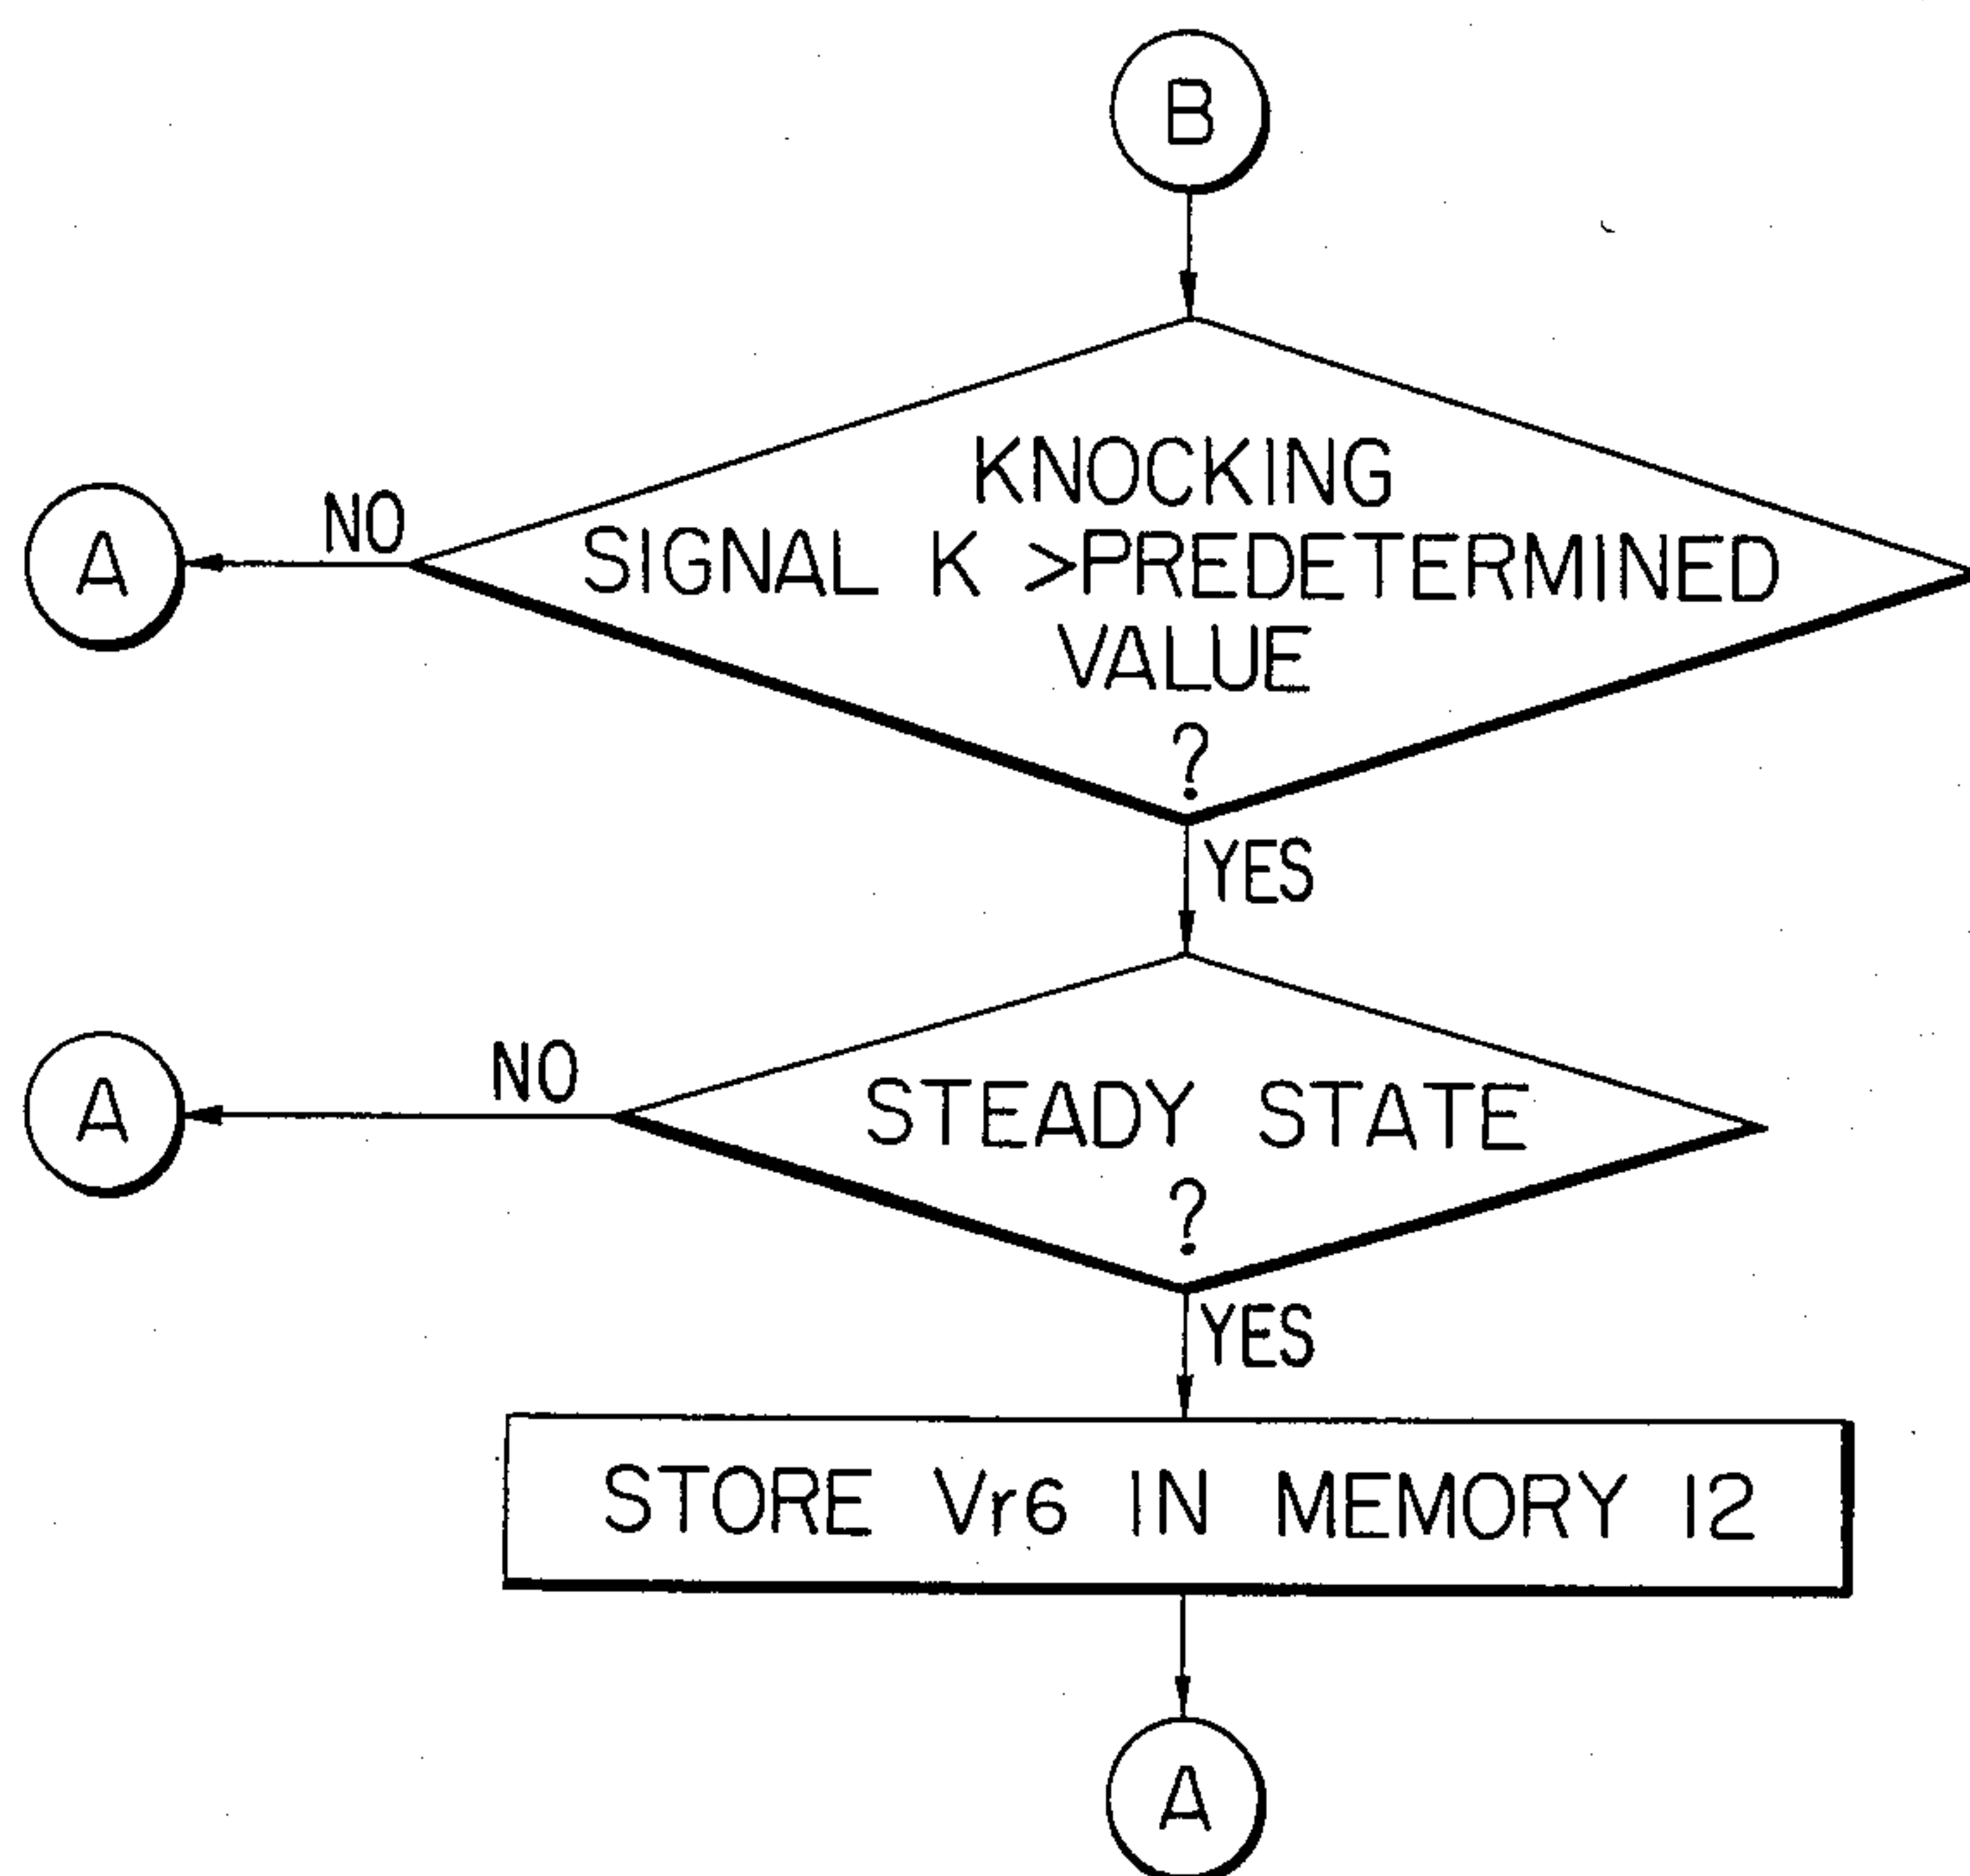 B
KNOCKING
SIGNAL K >PREDETERMINED
VALUE
?
NO
A
YES
STEADY STATE
?
NO
A
YES
STORE Vr6 IN MEMORY 12
A